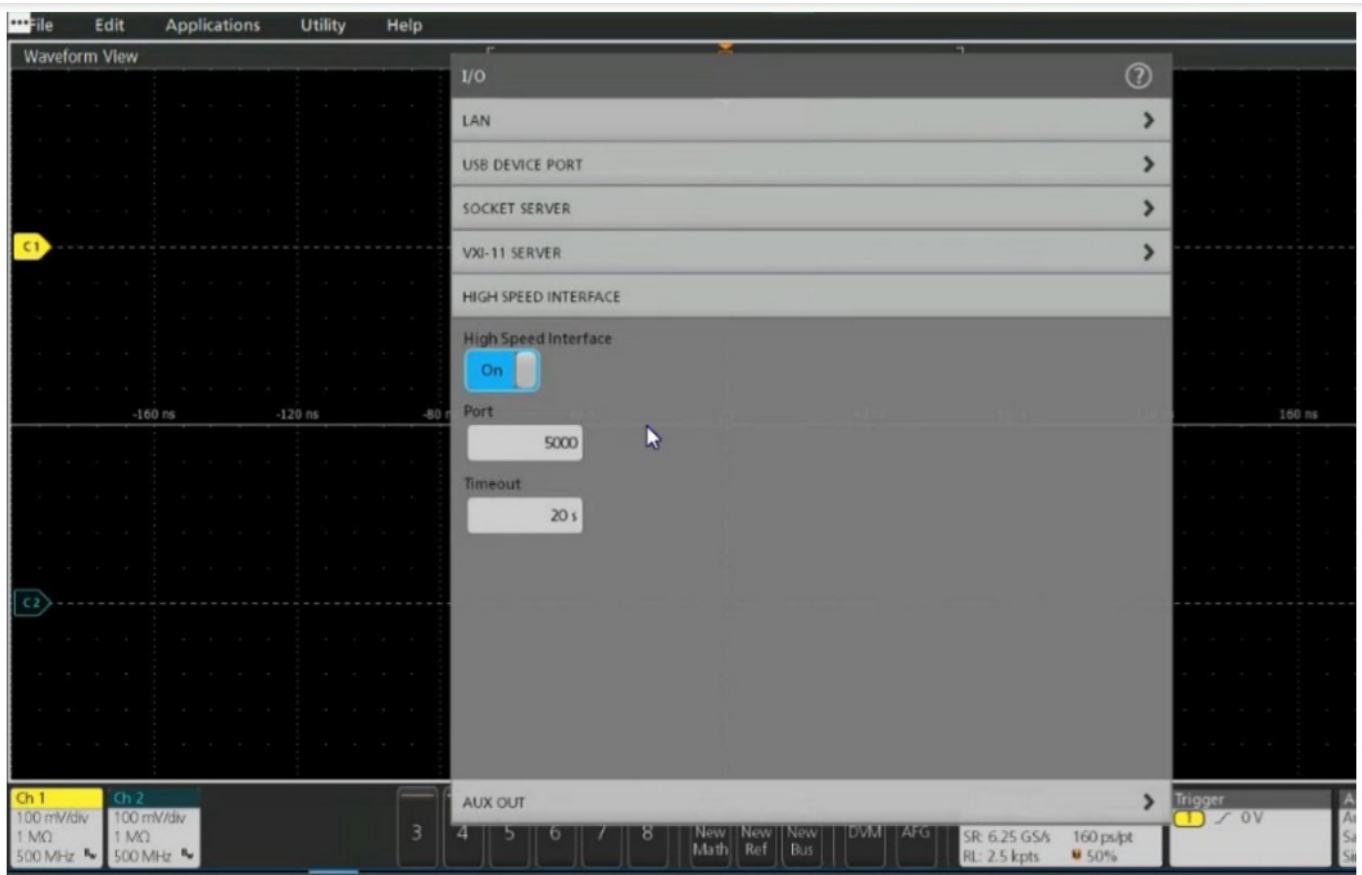 File Edit Applications Utility Help
Waveform View
I/O
LAN
USB DEVICE PORT
SOCKET SERVER
VXI-11 SERVER
HIGH SPEED INTERFACE
High Speed Interface
On
Port
5000
Timeout
20 s
AUX OUT
C1
-160 ns -120 ns 160 ns
C2
Ch 1
100 mV/div
1 MΩ
500 MHz
Ch 2
100 mV/div
1 MΩ
500 MHz
3 4 5 6 7 8
New Math
New Ref
New Bus
DVM
AFG
SR: 6.25 GS/s 160 ps/pt
RL: 2.5 kpts 50%
Trigger
1 0 V